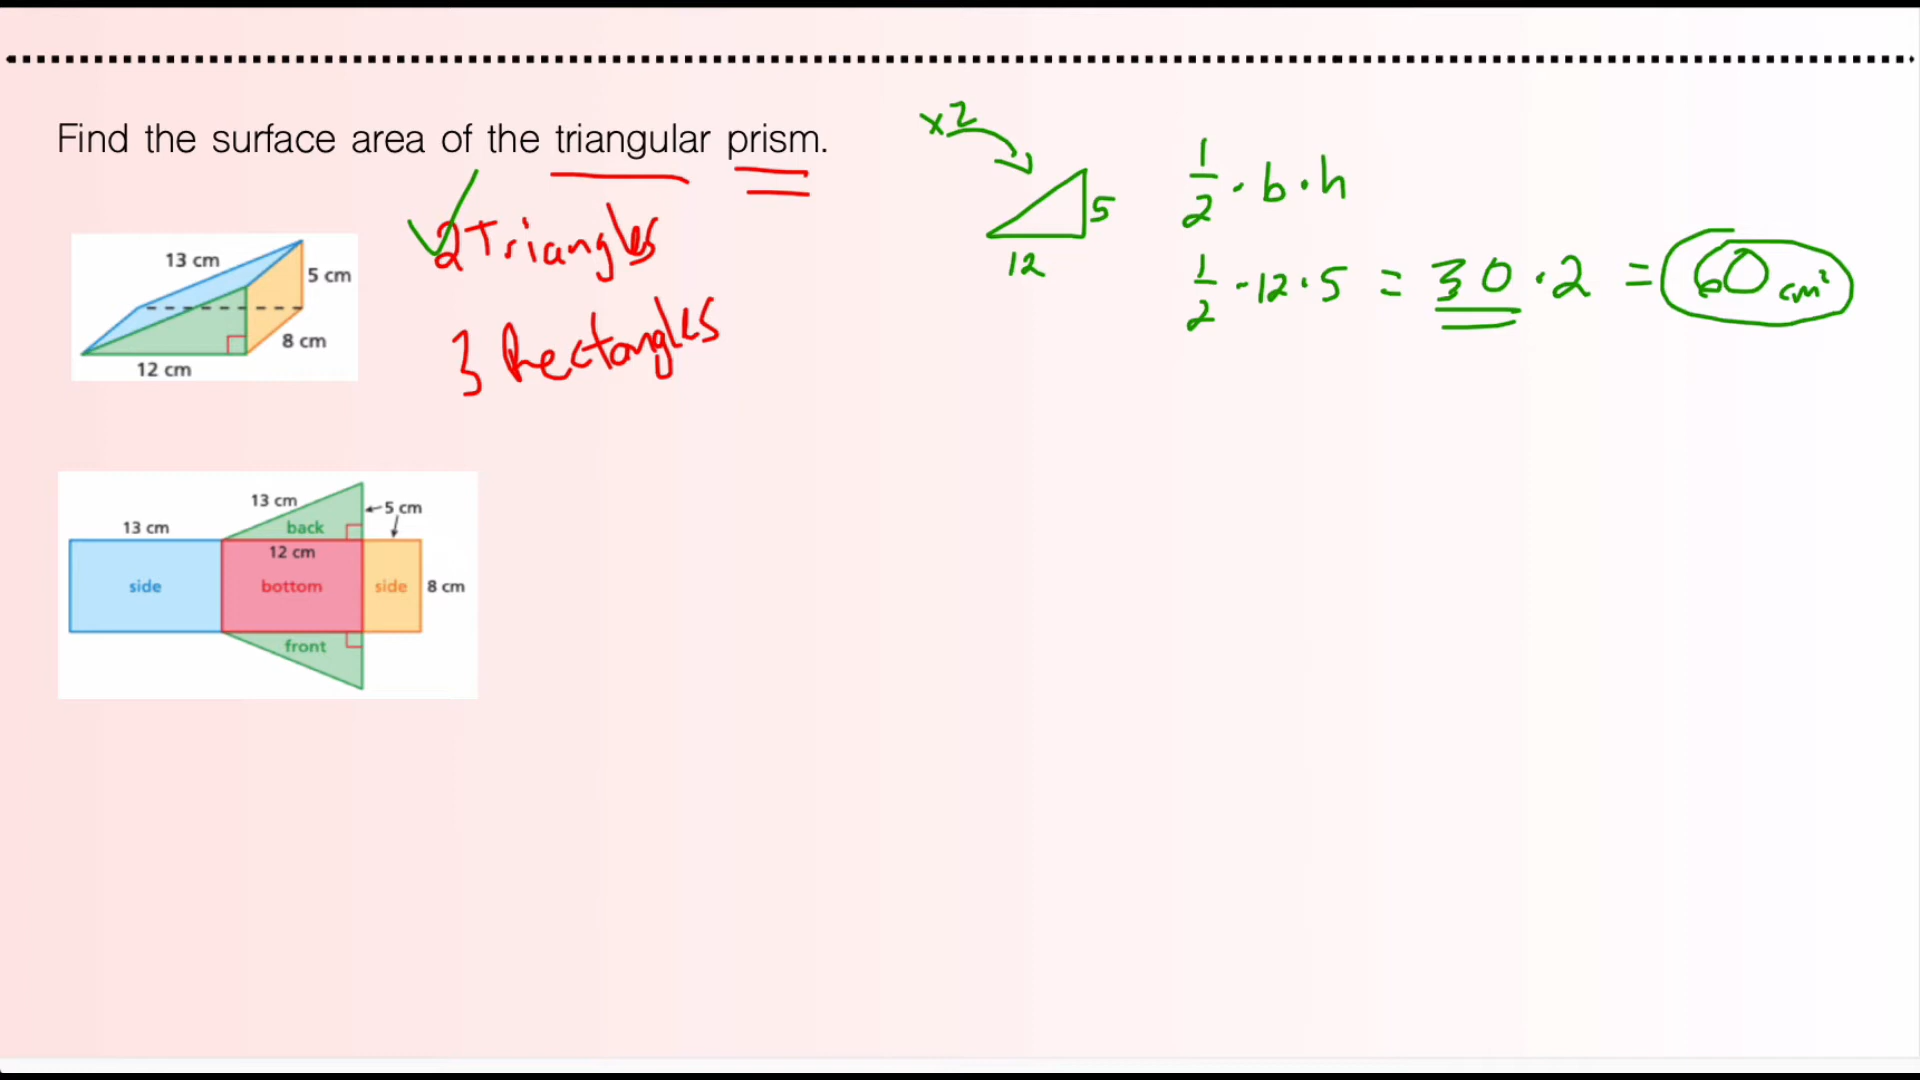 Find the surface area of the triangular prism.
x2
5
12
1/2 · b · h
1/2 · 12 · 5 = 30 · 2 = 60 cm²
2 Triangles
3 Rectangles
13 cm
5 cm
8 cm
12 cm
13 cm
5 cm
13 cm
back
12 cm
side
bottom
side
8 cm
front